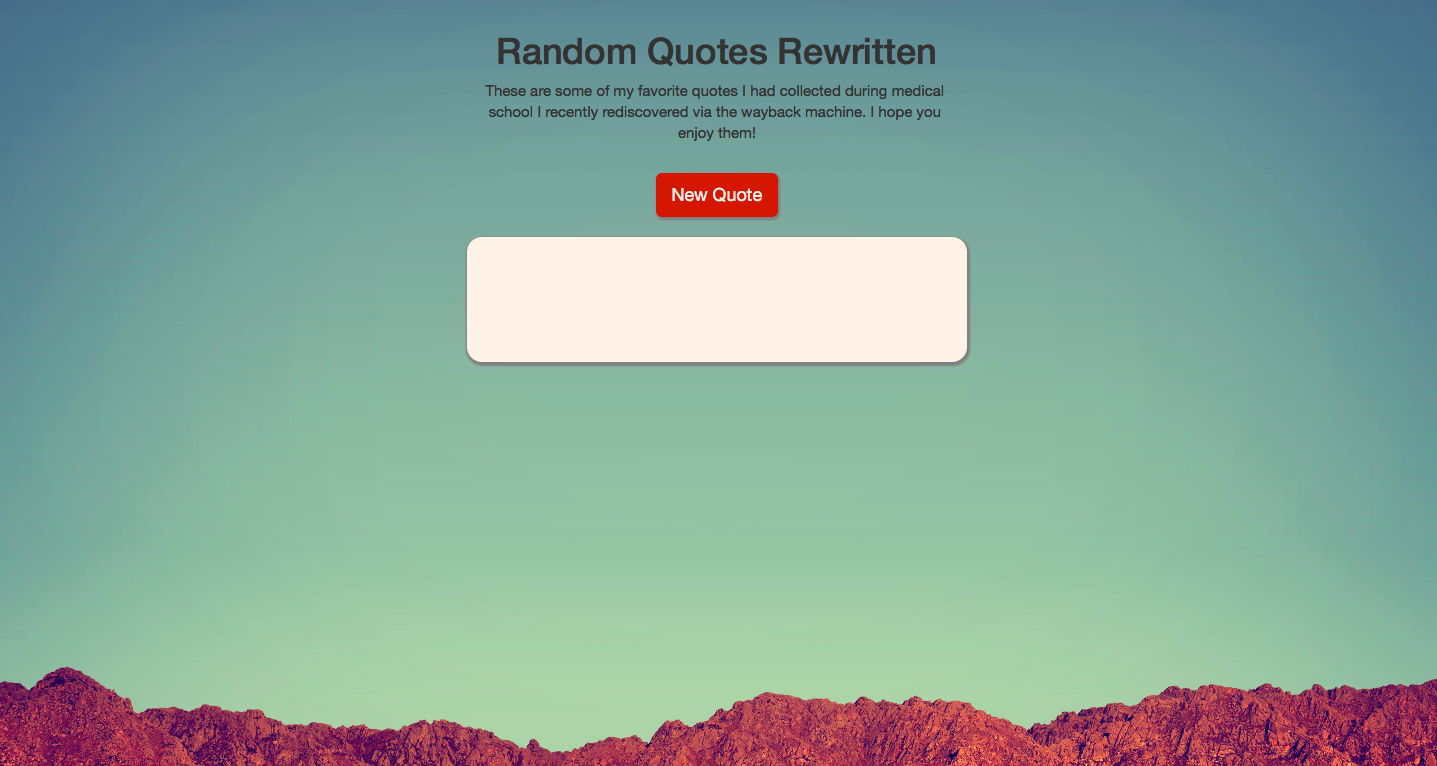 Random Quotes Rewritten
These are some of my favorite quotes I had collected during medical
school I recently rediscovered via the wayback machine. I hope you
enjoy them!
New Quote